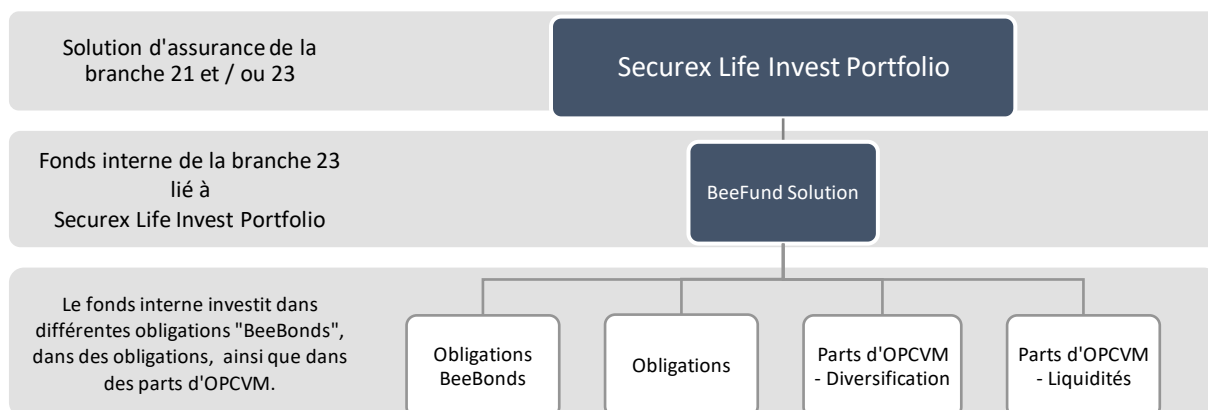 Solution d'assurance de la
branche 21 et / ou 23
Securex Life Invest Portfolio
Fonds interne de la branche 23
lié à
Securex Life Invest Portfolio
BeeFund Solution
Le fonds interne investit dans
différentes obligations "BeeBonds",
dans des obligations, ainsi que dans
des parts d'OPCVM.
Obligations
BeeBonds
Obligations
Parts d'OPCVM
- Diversification
Parts d'OPCVM
- Liquidités